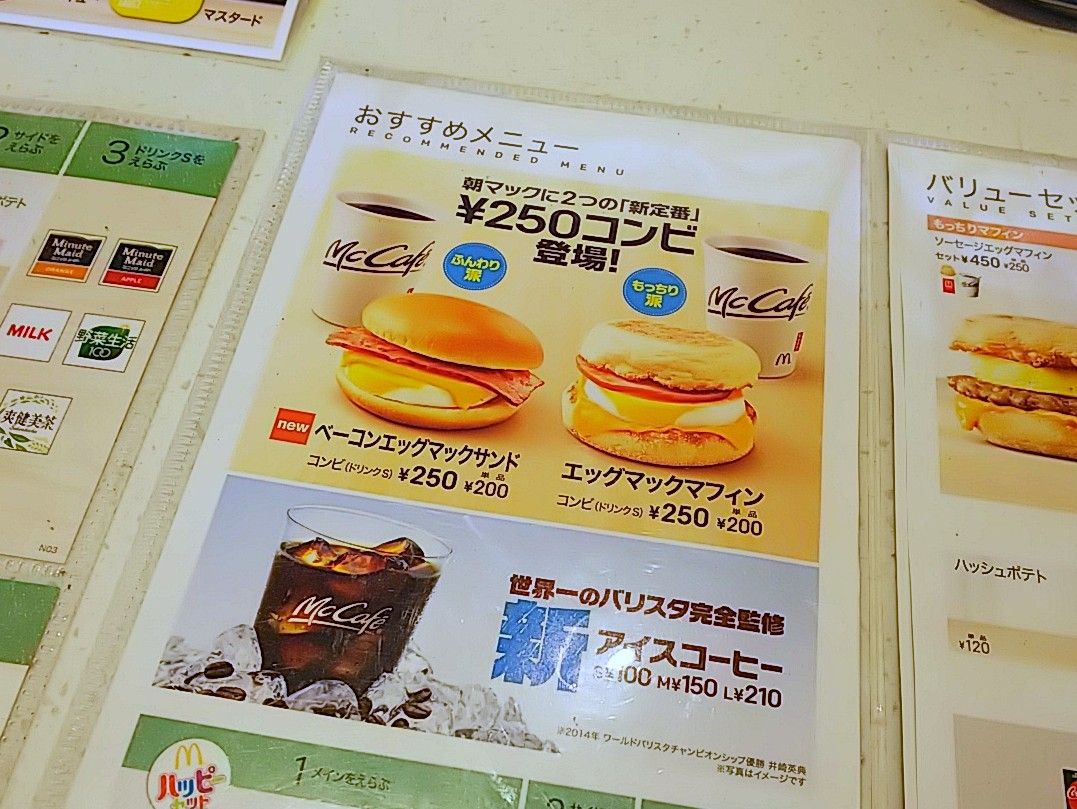 マスタード
サイドを
えらぶ
3 ドリンクSを
えらぶ
Minute
Maid
ORANGE
Minute
Maid
APPLE
MILK
野菜生活
100
爽健美茶
N03
おすすめメニュー
RECOMMENDED MENU
朝マックに2つの「新定番」
¥250コンビ
登場!
McCafé
ふんわり
派
もっちり
派
McCafé
new ベーコンエッグマックサンド
コンビ(ドリンクS) ¥250 単品 ¥200
エッグマックマフィン
コンビ(ドリンクS) ¥250 単品 ¥200
McCafé
世界一のバリスタ完全監修
新 アイスコーヒー
S¥100 M¥150 L¥210
※2014年 ワールドバリスタチャンピオンシップ優勝 井崎英典
※写真はイメージです
ハッピー
セット
1 メインをえらぶ
バリューセッ
VALUE SET
もっちりマフィン
ソーセージエッグマフィン
セット¥450 単品 ¥250
ハッシュポテト
単品
¥120